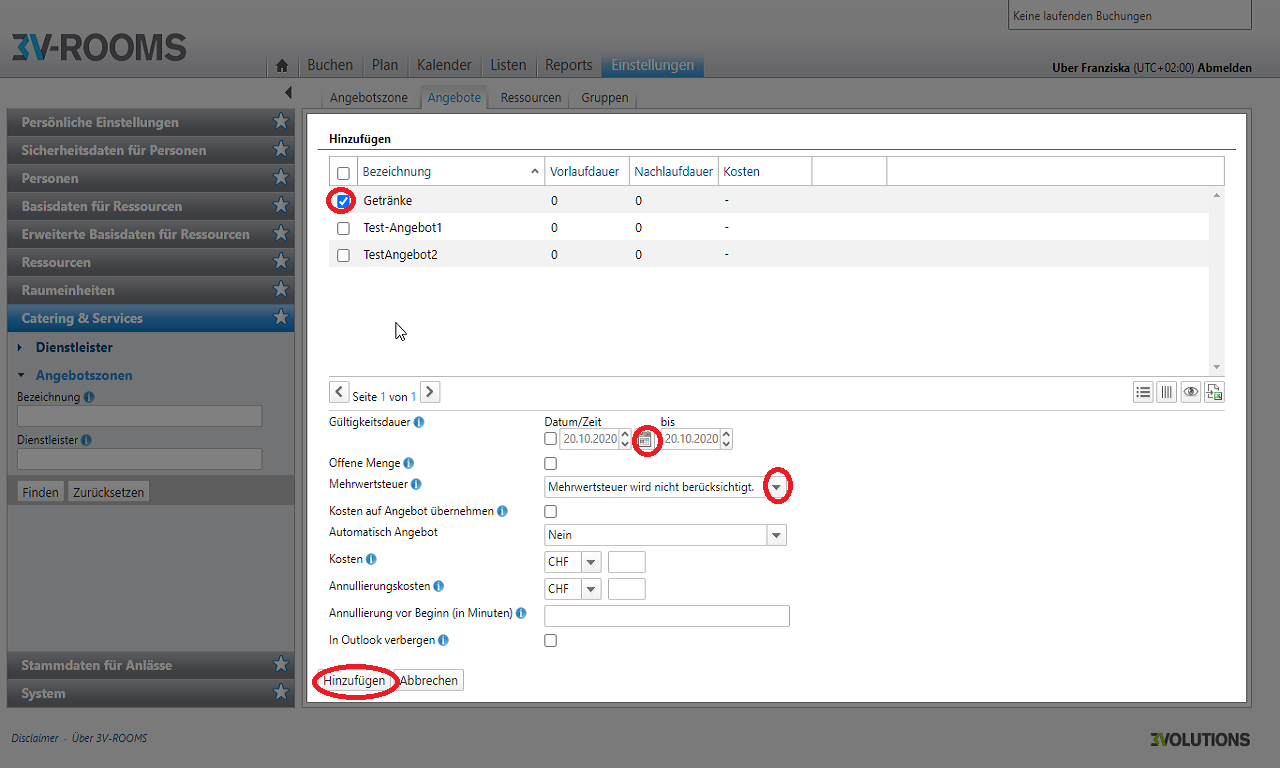 Keine laufenden Buchungen
3V-ROOMS
Buchen Plan Kalender Listen Reports Einstellungen
Uber Franziska (UTC+02:00) Abmelden
Angebotszone Angebote Ressourcen Gruppen
Persönliche Einstellungen
Sicherheitsdaten für Personen
Personen
Basisdaten für Ressourcen
Erweiterte Basisdaten für Ressourcen
Ressourcen
Raumeinheiten
Catering & Services
Dienstleister
Angebotszonen
Bezeichnung
Dienstleister
Finden Zurücksetzen
Stammdaten für Anlässe
System
Hinzufügen
Bezeichnung Vorlaufdauer Nachlaufdauer Kosten
Getränke 0 0 -
Test-Angebot1 0 0 -
TestAngebot2 0 0 -
Seite 1 von 1
Gültigkeitsdauer Datum/Zeit bis
20.10.2020 20.10.2020
Offene Menge
Mehrwertsteuer Mehrwertsteuer wird nicht berücksichtigt.
Kosten auf Angebot übernehmen
Automatisch Angebot Nein
Kosten CHF
Annullierungskosten CHF
Annullierung vor Beginn (in Minuten)
In Outlook verbergen
Hinzufügen Abbrechen
Disclaimer - Über 3V-ROOMS
3VOLUTIONS